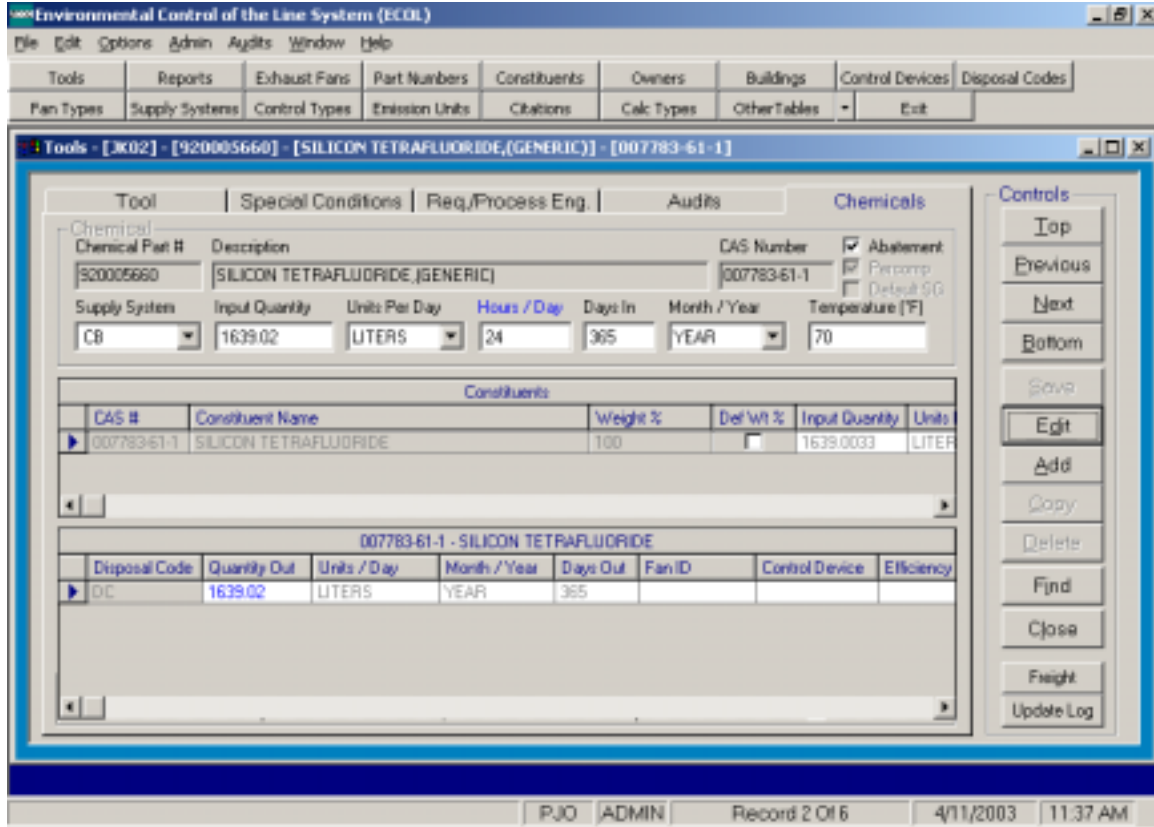 Environmental Control of the Line System (ECOL)
File Edit Options Admin Audits Window Help
Tools Reports Exhaust Fans Part Numbers Constituents Owners Buildings Control Devices Disposal Codes
Fan Types Supply Systems Control Types Emission Units Citations Calc Types OtherTables Exit
Tools - [JK02] - [920005660] - [SILICON TETRAFLUORIDE,(GENERIC)] - [007783-61-1]
Tool Special Conditions Req./Process Eng. Audits Chemicals
Chemical
Chemical Part # Description CAS Number Abatement
920005660 SILICON TETRAFLUORIDE,(GENERIC) 007783-61-1 Percomp
Default SG
Supply System Input Quantity Units Per Day Hours / Day Days In Month / Year Temperature [°F]
CB 1639.02 LITERS 24 365 YEAR 70
Constituents
CAS # Constituent Name Weight % Def Wt % Input Quantity Units
007783-61-1 SILICON TETRAFLUORIDE 100 1639.0033 LITER
007783-61-1 - SILICON TETRAFLUORIDE
Disposal Code Quantity Out Units / Day Month / Year Days Out Fan ID Control Device Efficiency
DC 1639.02 LITERS YEAR 365
Controls
Top
Previous
Next
Bottom
Save
Edit
Add
Copy
Delete
Find
Close
Freight
Update Log
PJO ADMIN Record 2 Of 6 4/11/2003 11:37 AM